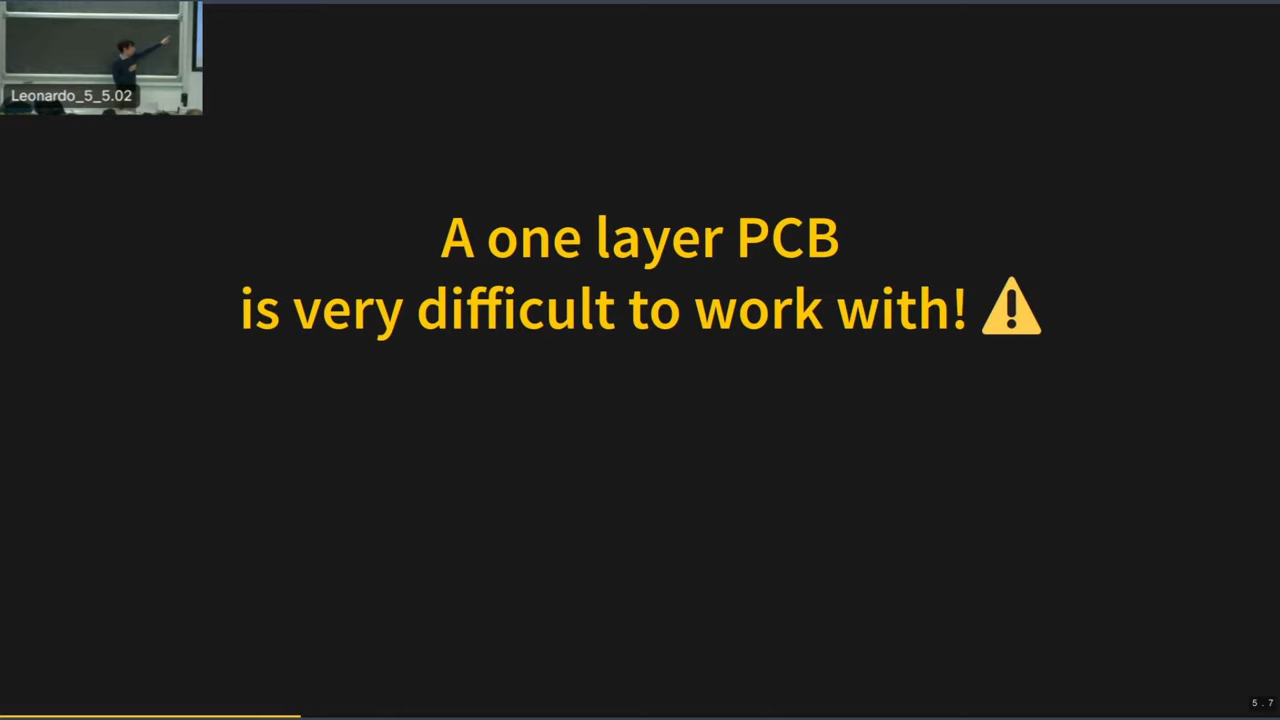 Leonardo_5_5.02
A one layer PCB
is very difficult to work with! ⚠️
5.7